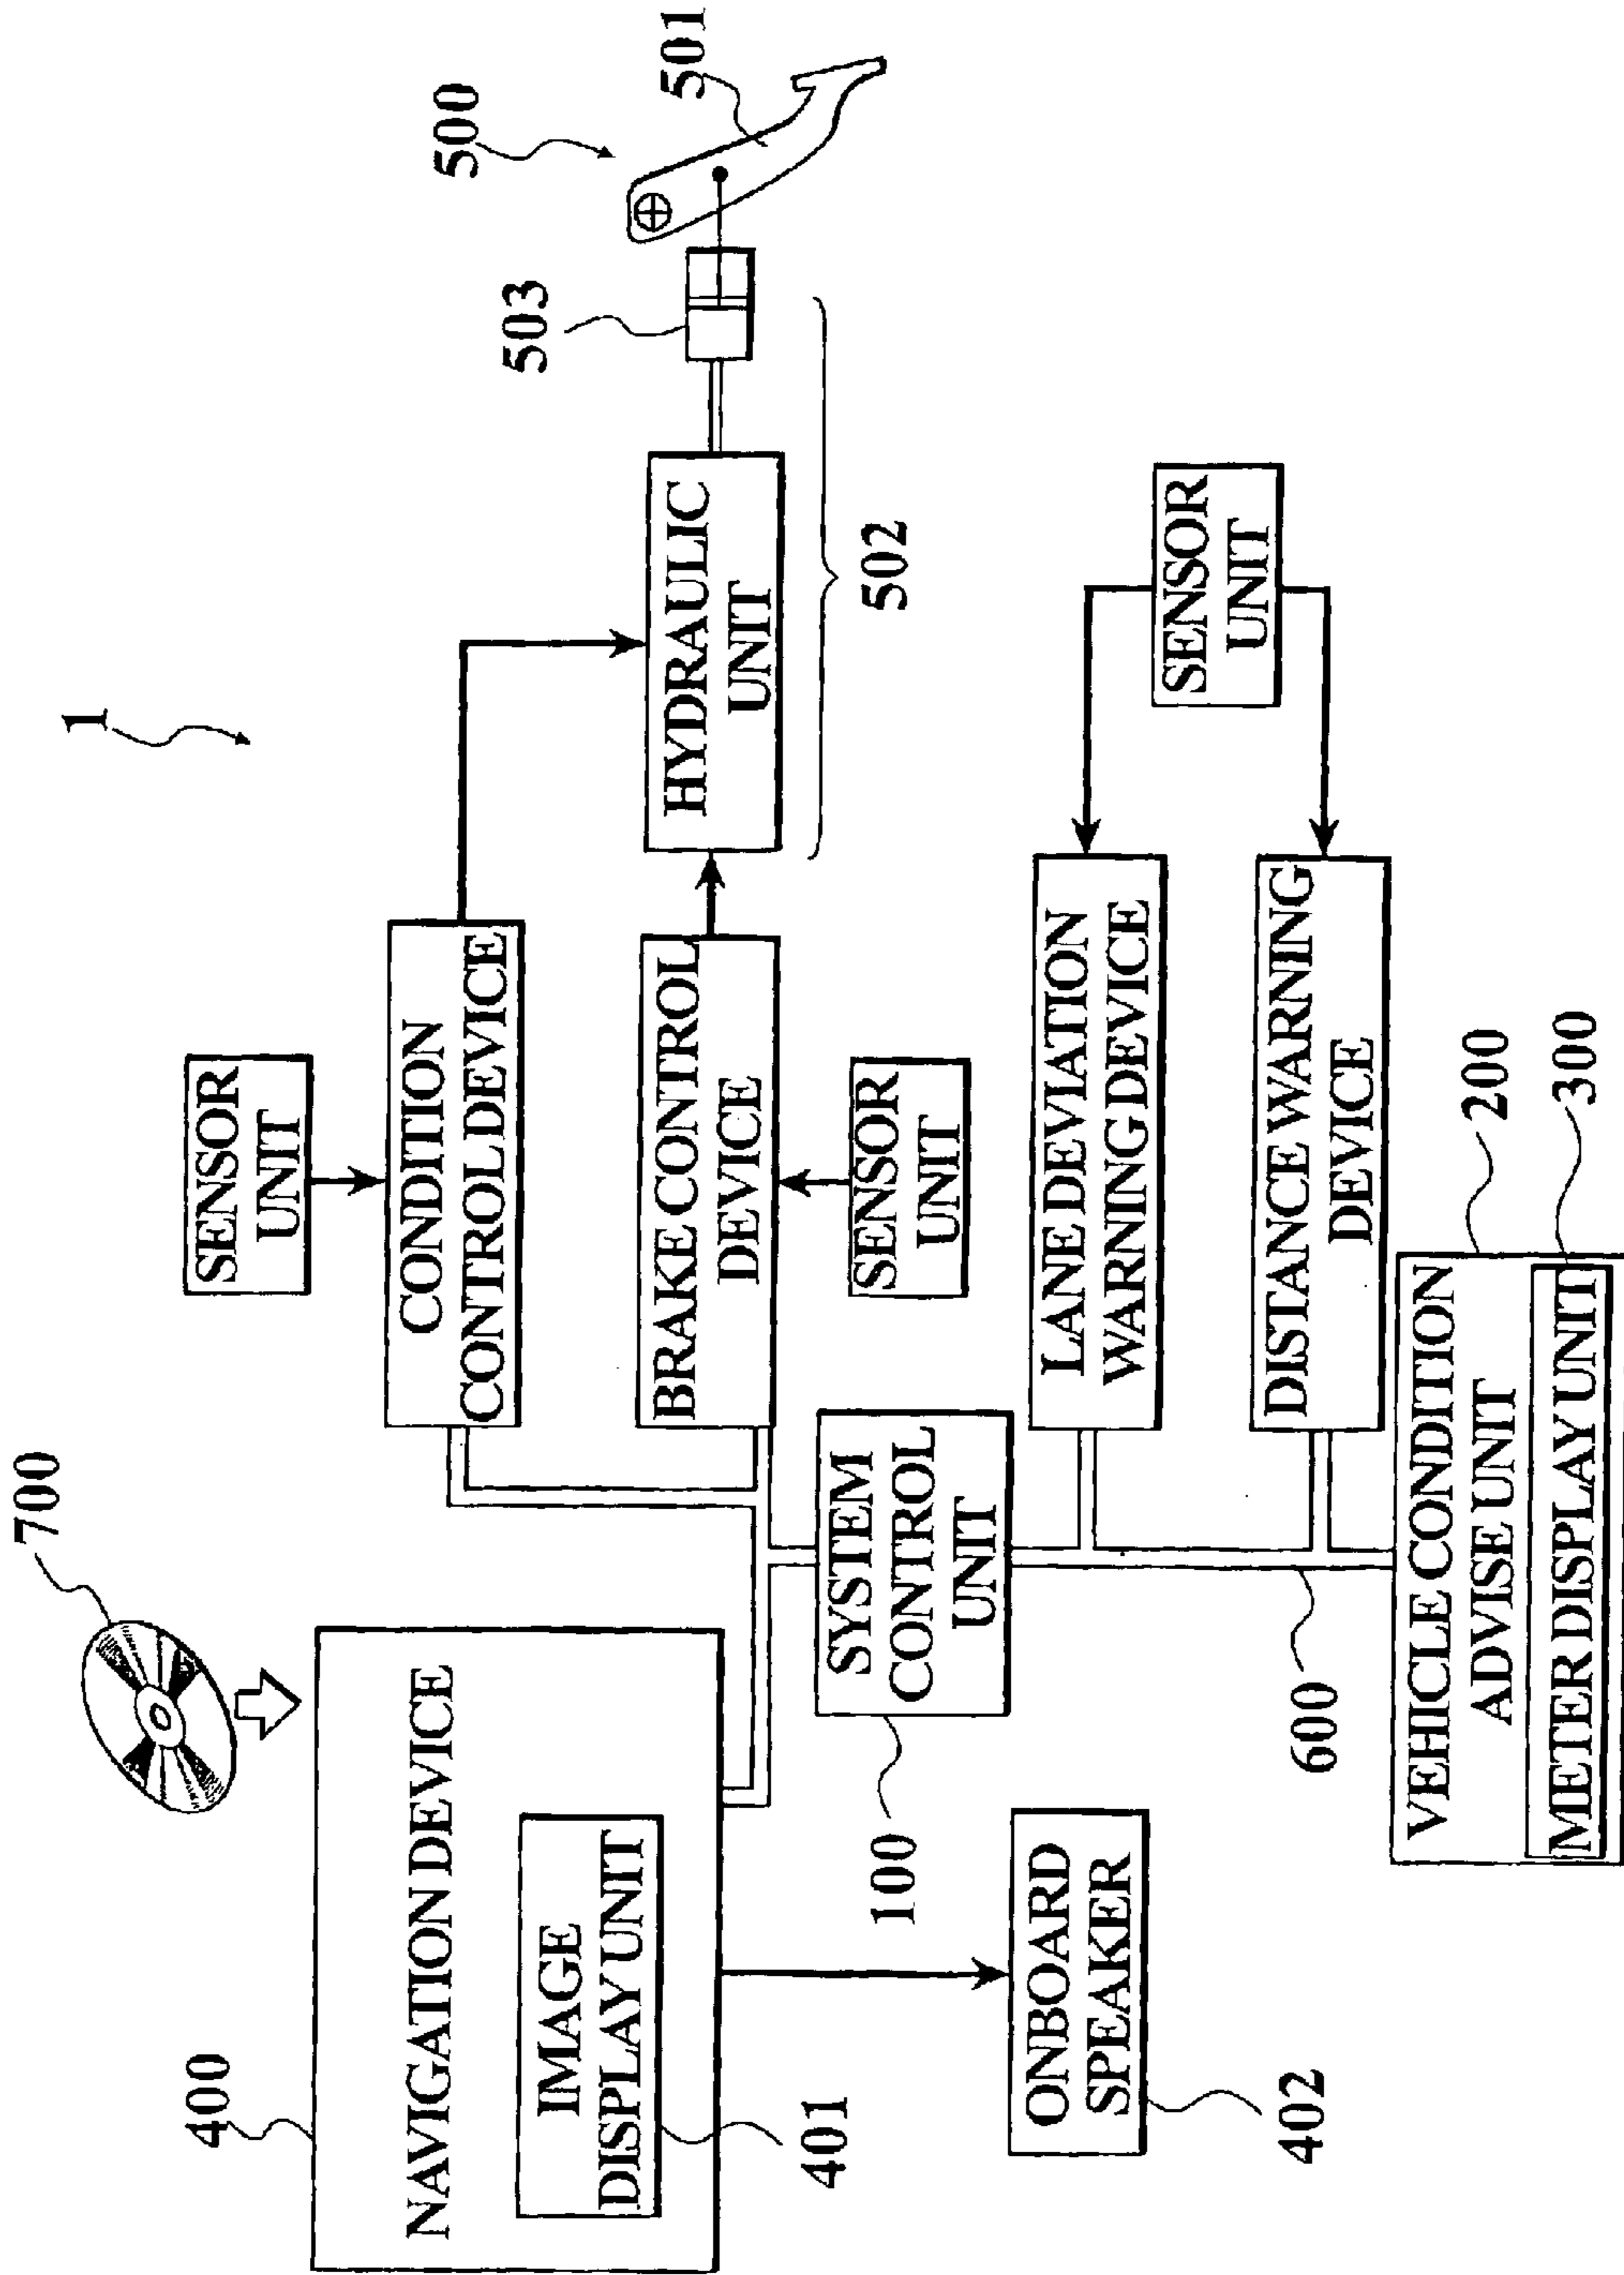 1
700
400
NAVIGATION DEVICE
IMAGE
DISPLAY UNIT
401
ONBOARD
SPEAKER
402
SENSOR
UNIT
CONDITION
CONTROL DEVICE
BRAKE CONTROL
DEVICE
SENSOR
UNIT
SYSTEM
CONTROL
UNIT
100
500
501
503
HYDRAULIC
UNIT
502
LANE DEVIATION
WARNING DEVICE
SENSOR
UNIT
DISTANCE WARNING
DEVICE
600
VEHICLE CONDITION
ADVISE UNIT
METER DISPLAY UNIT
200
300